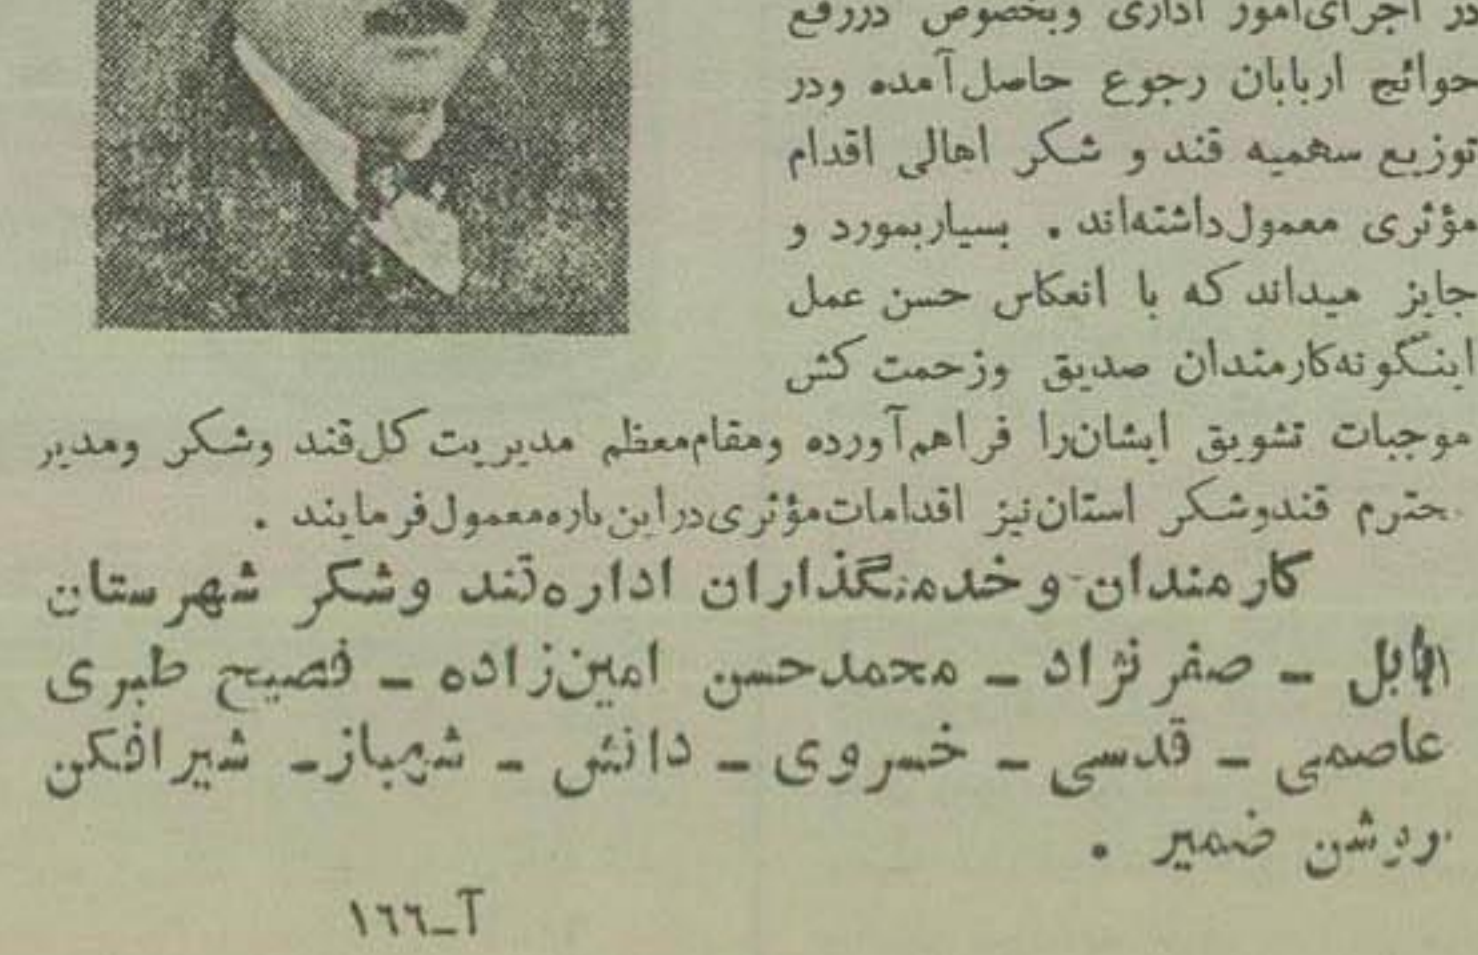 در اجرای امور اداری وبخصوص دررفع
حوائج اربابان رجوع حاصل آمده ودر
توزیع سهمیه قند و شکر اهالی اقدام
مؤثری معمول داشته‌اند . بسیاربمورد و
جایز میداند که با انعکاس حسن عمل
اینگونه کارمندان صدیق وزحمت کش
موجبات تشویق ایشان‌را فراهم آورده ومقام معظم مدیریت کل قند وشکر ومدیر
محترم قندوشکر استان نیز اقدامات مؤثری دراین باره معمول فرمایند .
کارمندان و خدمتگذاران اداره قند وشکر شهرستان
بابل ـ صفر نژاد ـ محمدحسن امین‌زاده ـ فصیح طبری
عاصمی ـ قدسی ـ خسروی ـ دانش ـ شهباز ـ شیرافکن
روشن ضمیر .
آ-۱۶۶